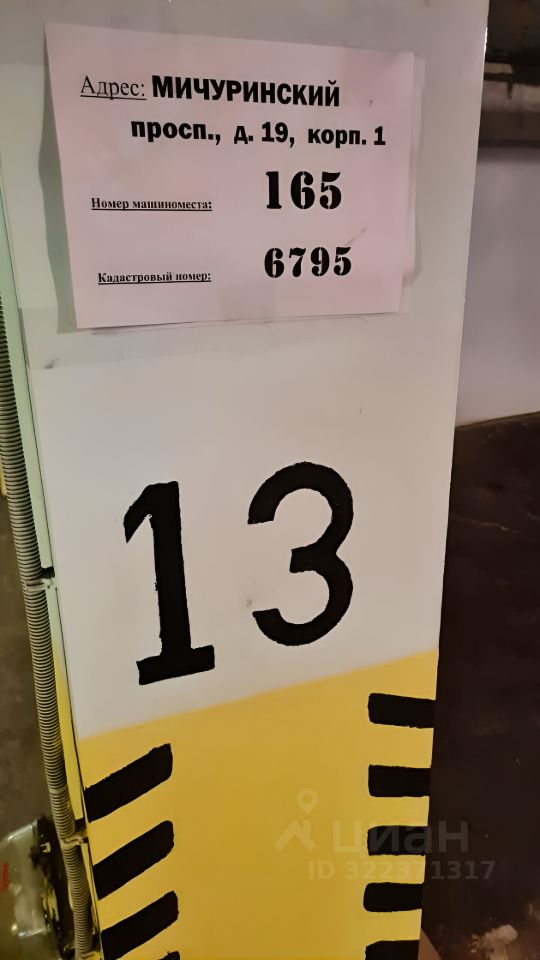 Адрес: МИЧУРИНСКИЙ
просп., д. 19, корп. 1
Номер машиноместа: 165
Кадастровый номер: 6795
13
циан
ID 322371317